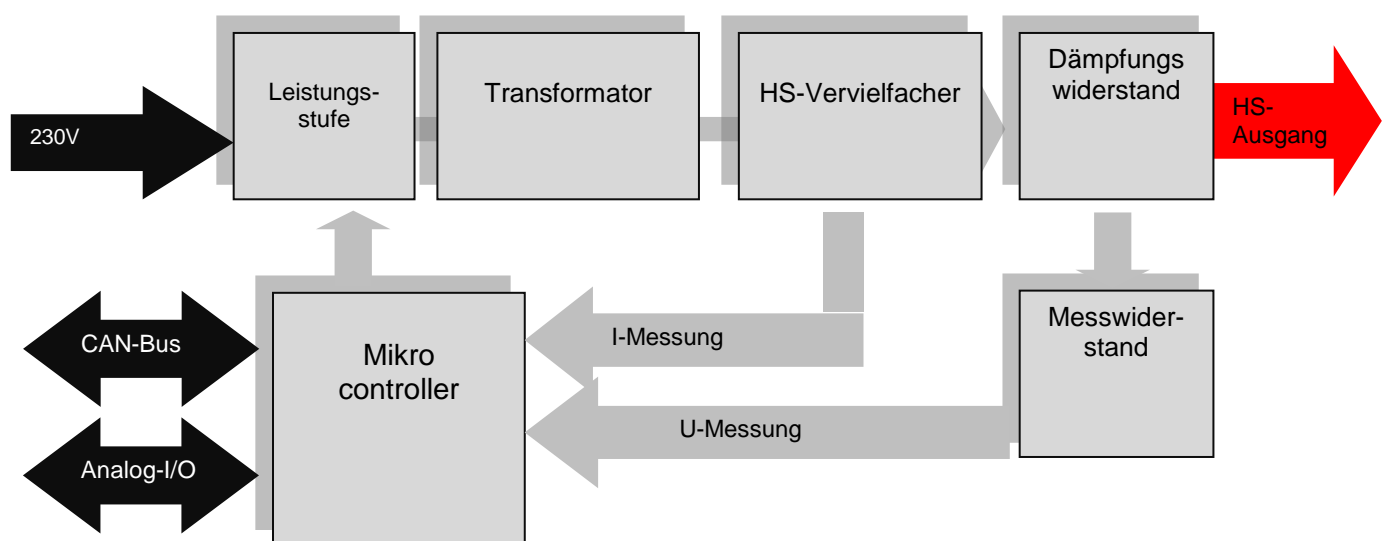 230V
Leistungs-
stufe
Transformator
HS-Vervielfacher
Dämpfungs
widerstand
HS-
Ausgang
CAN-Bus
Analog-I/O
Mikro
controller
I-Messung
U-Messung
Messwider-
stand